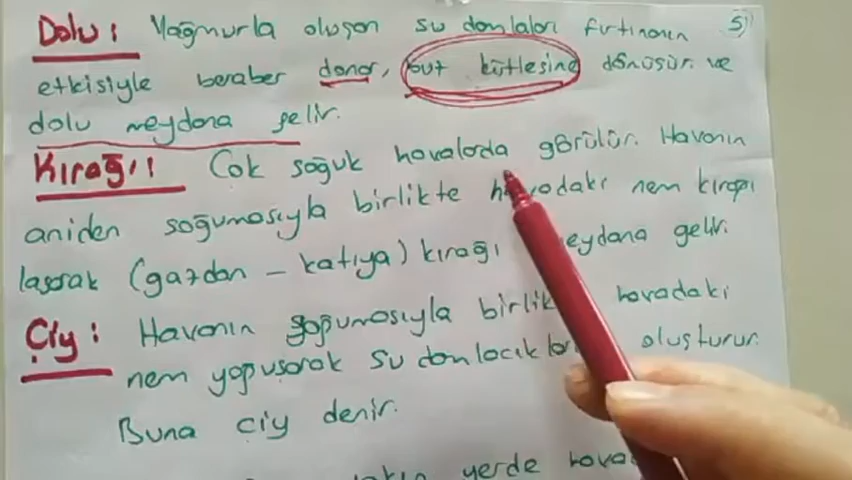 Dolu: Yağmurla oluşan su damlaları fırtınanın 5)
etkisiyle beraber donar, buz kütlesine dönüşür ve
dolu meydana gelir.
Kırağı: Çok soğuk havalarda görülür. Havanın
aniden soğumasıyla birlikte havadaki nem kırağı
laşarak (gazdan - katıya) kırağı meydana gelir.
Çiy: Havanın soğumasıyla birlik havadaki
nem yoğuşarak su damlacıkları oluşturur.
Buna çiy denir.
yerde